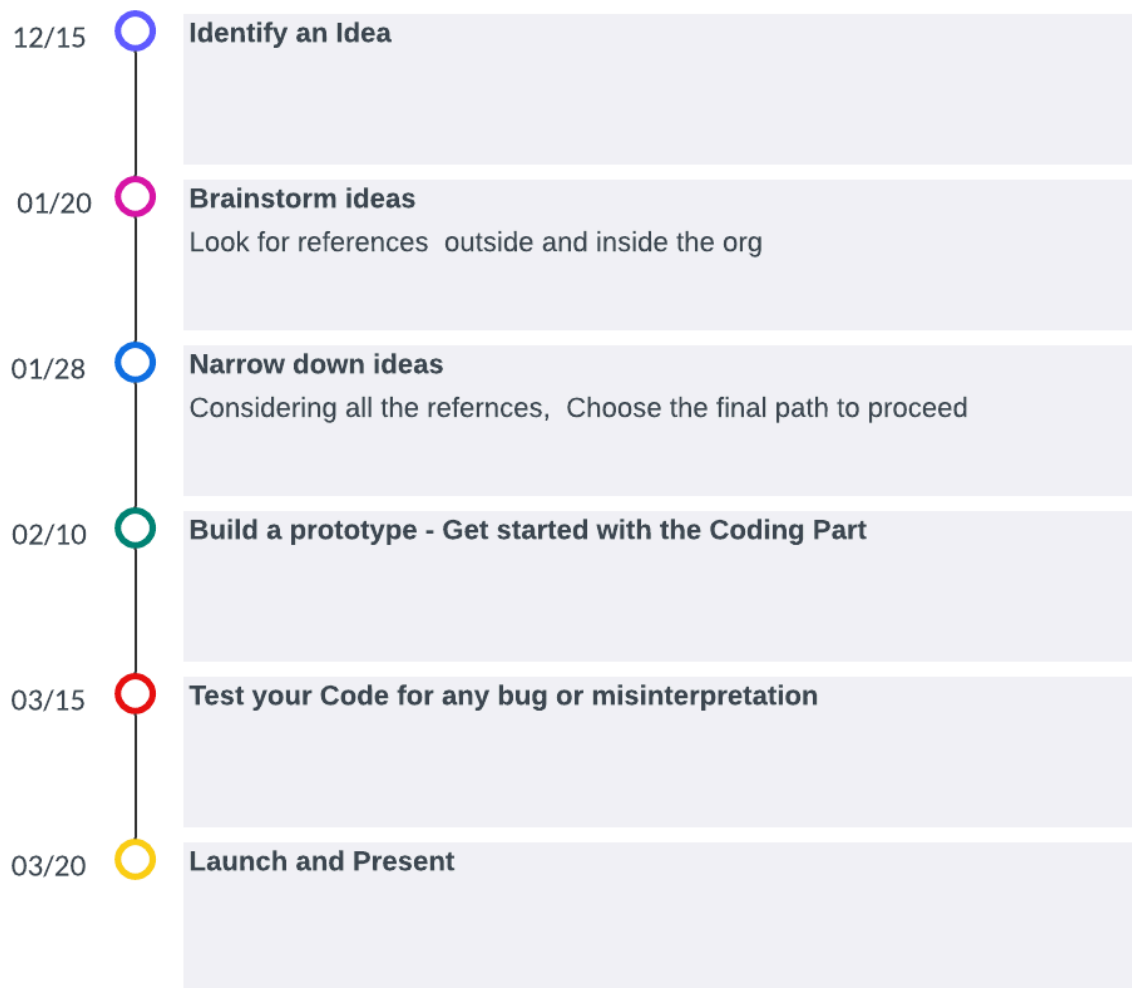 12/15
Identify an Idea
01/20
Brainstorm ideas
Look for references  outside and inside the org
01/28
Narrow down ideas
Considering all the refernces,  Choose the final path to proceed
02/10
Build a prototype - Get started with the Coding Part
03/15
Test your Code for any bug or misinterpretation
03/20
Launch and Present